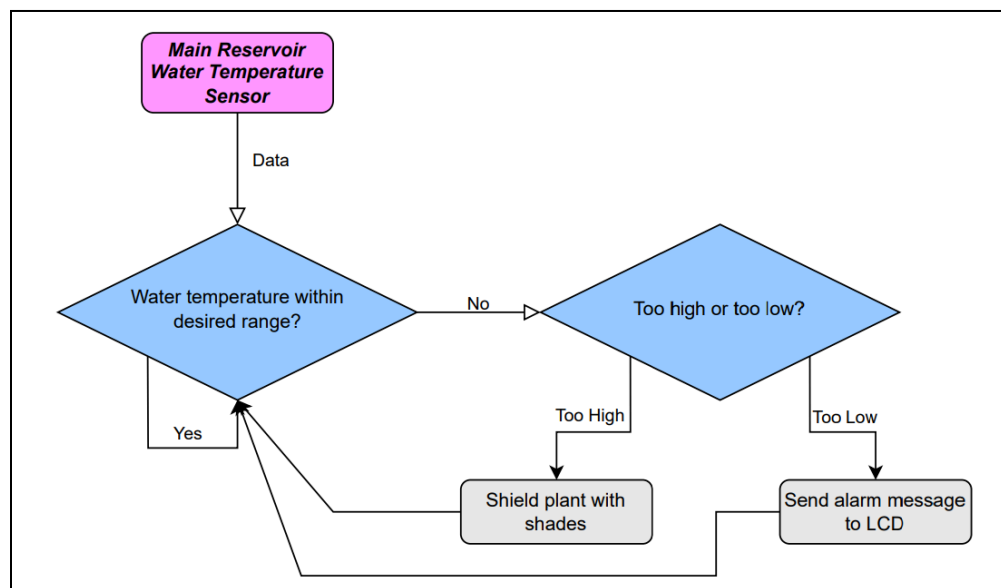 Main Reservoir
Water Temperature
Sensor
Data
Water temperature within
desired range?
No
Too high or too low?
Yes
Too High
Too Low
Shield plant with
shades
Send alarm message
to LCD